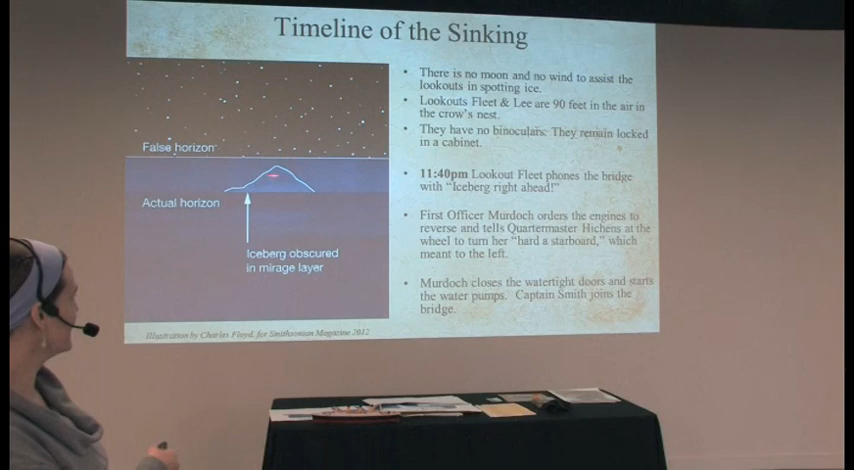 Timeline of the Sinking
False horizon
Actual horizon
Iceberg obscured
in mirage layer
Illustration by Charles Floyd, for Smithsonian Magazine 2012
• There is no moon and no wind to assist the
lookouts in spotting ice.
• Lookouts Fleet & Lee are 90 feet in the air in
the crow's nest.
• They have no binoculars. They remain locked
in a cabinet.
• 11:40pm Lookout Fleet phones the bridge
with "Iceberg right ahead!"
• First Officer Murdoch orders the engines to
reverse and tells Quartermaster Hichens at the
wheel to turn her "hard a starboard," which
meant to the left.
• Murdoch closes the watertight doors and starts
the water pumps. Captain Smith joins the
bridge.